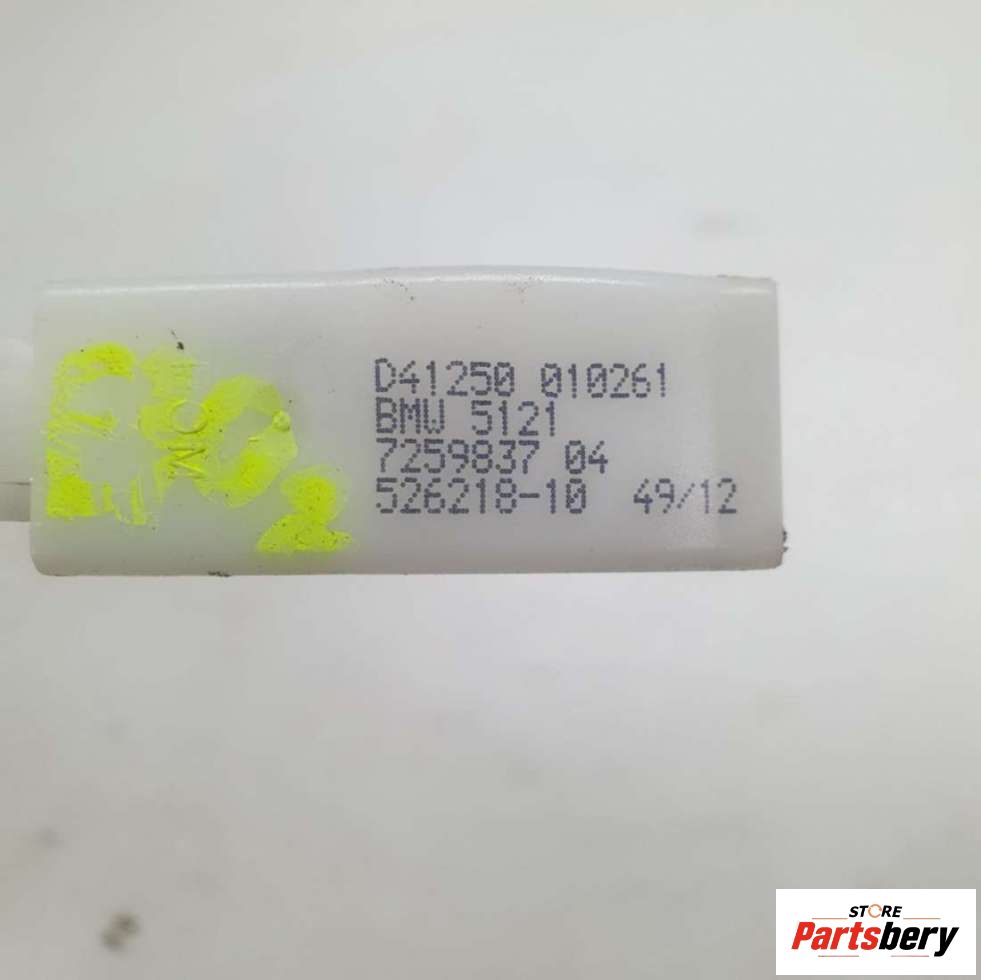 D41250 010261
BMW 5121
7259837 04
526218-10 49/12
STORE
Partsbery